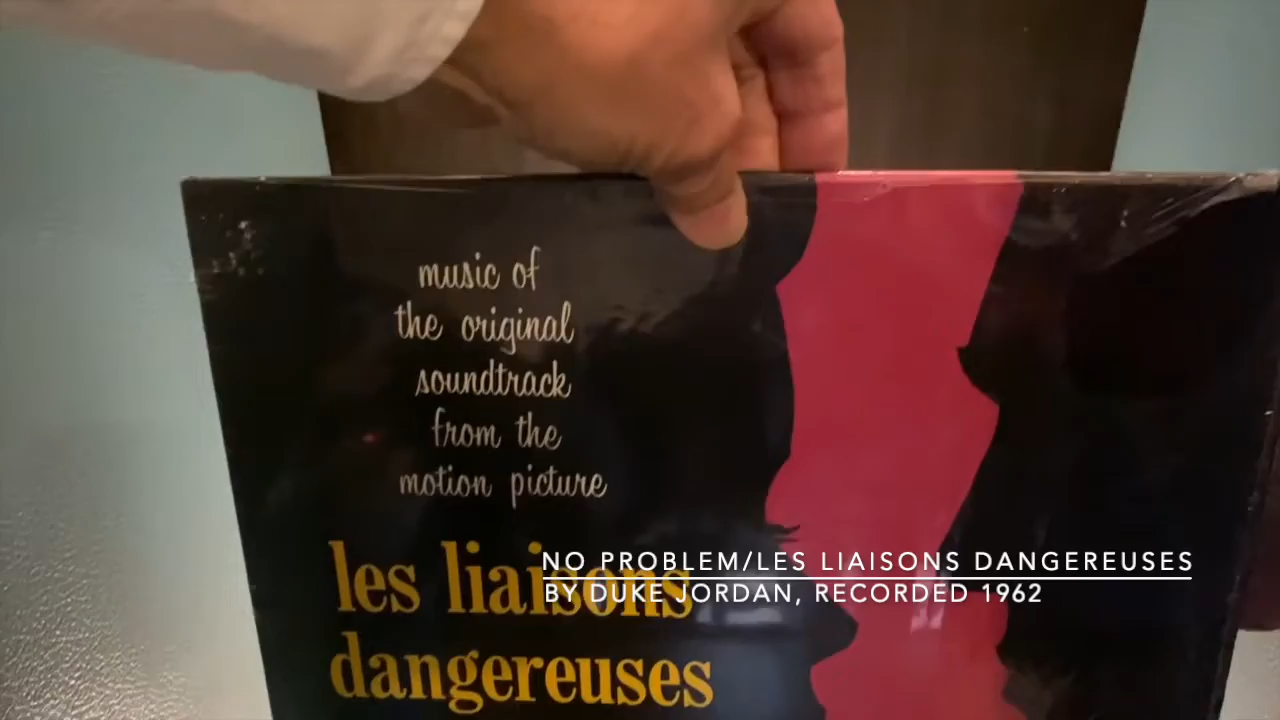 music of
the original
soundtrack
from the
motion picture
les liaisons
dangereuses
NO PROBLEM/LES LIAISONS DANGEREUSES
BY DUKE JORDAN, RECORDED 1962